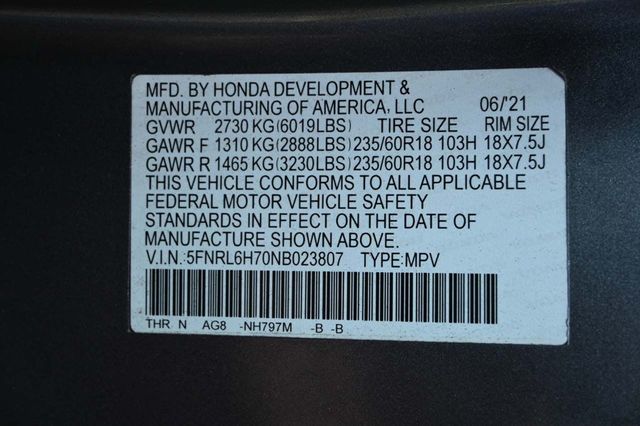 MFD. BY HONDA DEVELOPMENT &
MANUFACTURING OF AMERICA, LLC 06/'21
GVWR 2730 KG(6019LBS) TIRE SIZE RIM SIZE
GAWR F 1310 KG(2888LBS) 235/60R18 103H 18X7.5J
GAWR R 1465 KG(3230LBS) 235/60R18 103H 18X7.5J
THIS VEHICLE CONFORMS TO ALL APPLICABLE
FEDERAL MOTOR VEHICLE SAFETY
STANDARDS IN EFFECT ON THE DATE OF
MANUFACTURE SHOWN ABOVE.
V.I.N.:5FNRL6H70NB023807 TYPE:MPV
THR N AG8 -NH797M -B -B